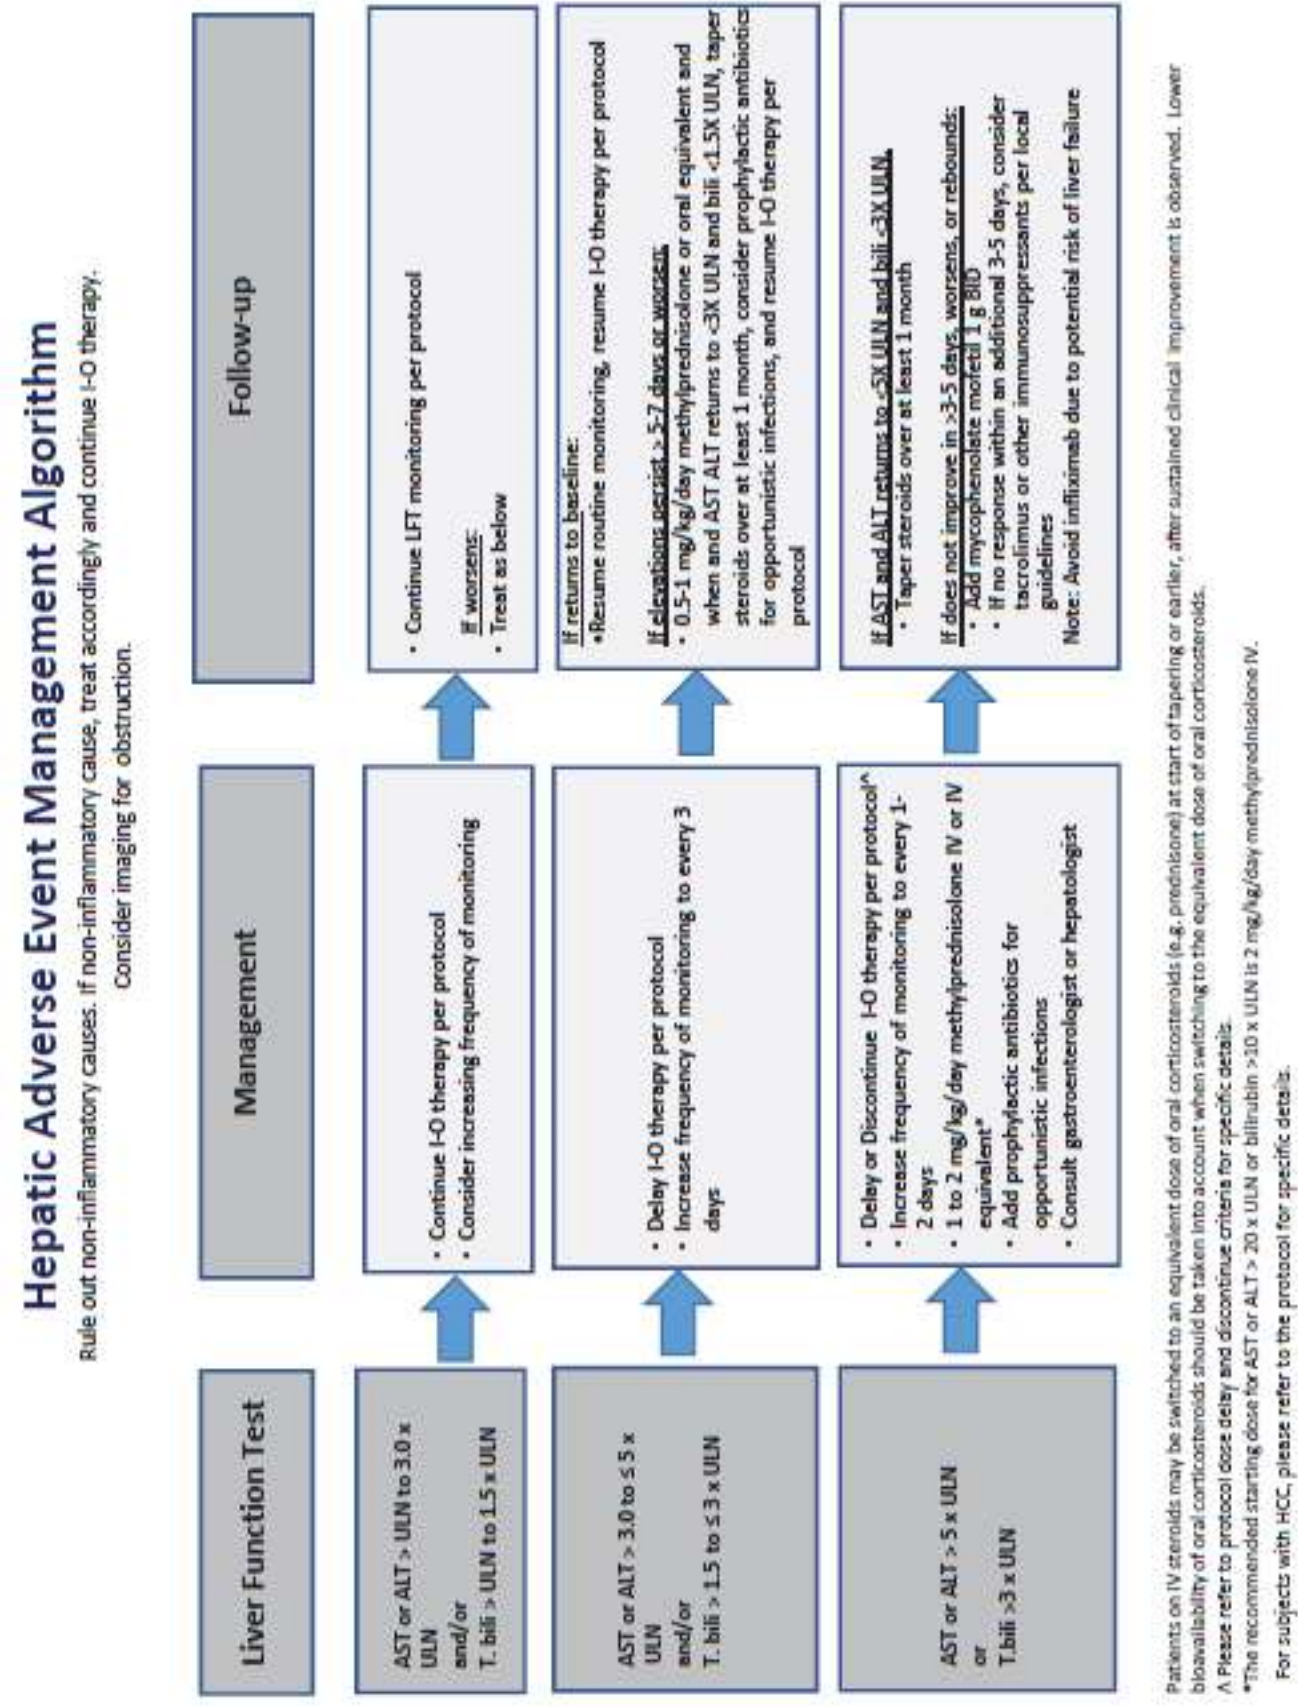 Hepatic Adverse Event Management Algorithm
Rule out non-inflammatory causes. If non-inflammatory cause, treat accordingly and continue I-O therapy.
Consider imaging for obstruction.
Liver Function Test
Management
Follow-up
AST or ALT > ULN to 3.0 x
ULN
and/or
T. bili > ULN to 1.5 x ULN
• Continue I-O therapy per protocol
• Consider increasing frequency of monitoring
• Continue LFT monitoring per protocol
If worsens:
• Treat as below
AST or ALT > 3.0 to ≤ 5 x
ULN
and/or
T. bili > 1.5 to ≤ 3 x ULN
• Delay I-O therapy per protocol
• Increase frequency of monitoring to every 3
days
If returns to baseline:
•Resume routine monitoring, resume I-O therapy per protocol
If elevations persist > 5-7 days or worsen:
• 0.5-1 mg/kg/day methylprednisolone or oral equivalent and
when and AST ALT returns to <3X ULN and bili <1.5X ULN, taper
steroids over at least 1 month, consider prophylactic antibiotics
for opportunistic infections, and resume I-O therapy per
protocol
AST or ALT > 5 x ULN
or
T.bili >3 x ULN
• Delay or Discontinue I-O therapy per protocol^
• Increase frequency of monitoring to every 1-
2 days
• 1 to 2 mg/kg/day methylprednisolone IV or IV
equivalent*
• Add prophylactic antibiotics for
opportunistic infections
• Consult gastroenterologist or hepatologist
If AST and ALT returns to <5X ULN and bili <3X ULN,
• Taper steroids over at least 1 month
If does not improve in >3-5 days, worsens, or rebounds:
• Add mycophenolate mofetil 1 g BID
• If no response within an additional 3-5 days, consider
tacrolimus or other immunosuppressants per local
guidelines
Note: Avoid infliximab due to potential risk of liver failure
Patients on IV steroids may be switched to an equivalent dose of oral corticosteroids (e.g. prednisone) at start of tapering or earlier, after sustained clinical improvement is observed. Lower
bioavailability of oral corticosteroids should be taken into account when switching to the equivalent dose of oral corticosteroids.
^ Please refer to protocol dose delay and discontinue criteria for specific details.
*The recommended starting dose for AST or ALT > 20 x ULN or bilirubin >10 x ULN is 2 mg/kg/day methylprednisolone IV.
For subjects with HCC, please refer to the protocol for specific details.